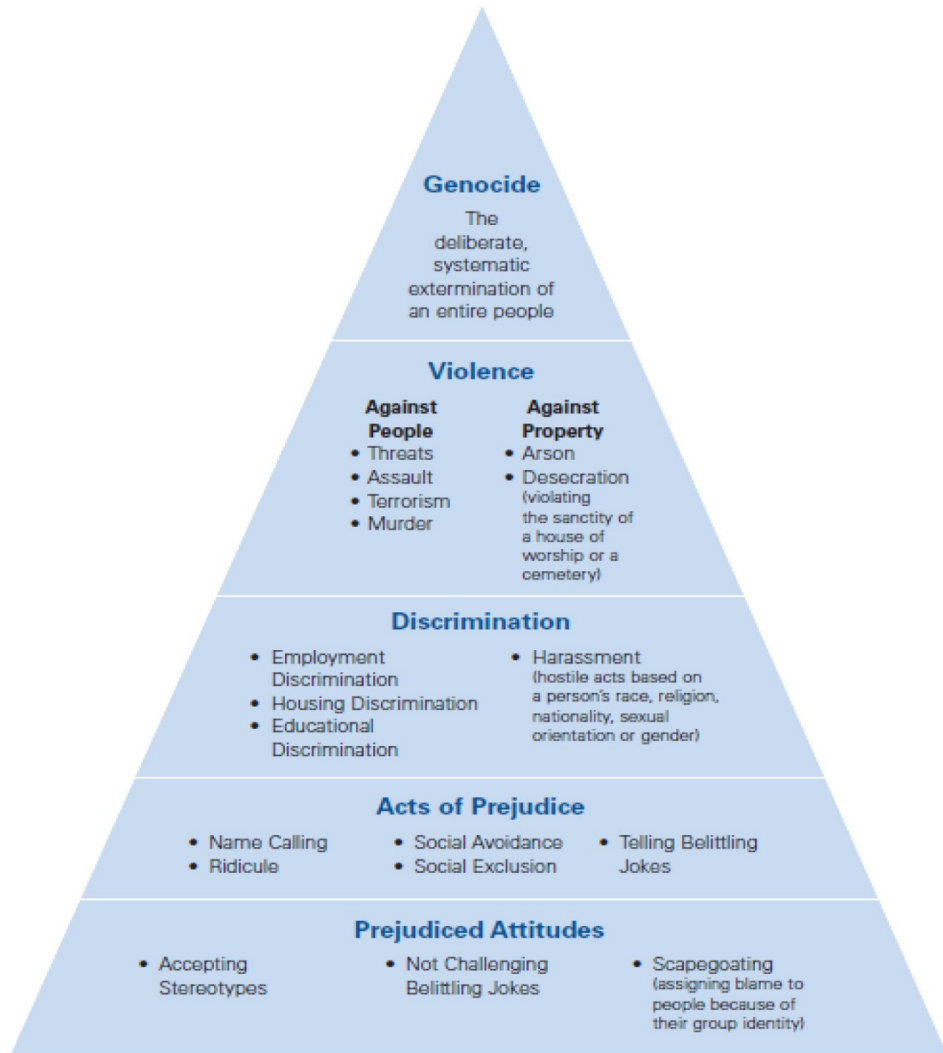 Genocide
The
deliberate,
systematic
extermination of
an entire people
Violence
Against
People
• Threats
• Assault
• Terrorism
• Murder
Against
Property
• Arson
• Desecration
(violating
the sanctity of
a house of
worship or a
cemetery)
Discrimination
• Employment
Discrimination
• Housing Discrimination
• Educational
Discrimination
• Harassment
(hostile acts based on
a person's race, religion,
nationality, sexual
orientation or gender)
Acts of Prejudice
• Name Calling
• Ridicule
• Social Avoidance
• Social Exclusion
• Telling Belittling
Jokes
Prejudiced Attitudes
• Accepting
Stereotypes
• Not Challenging
Belittling Jokes
• Scapegoating
(assigning blame to
people because of
their group identity)